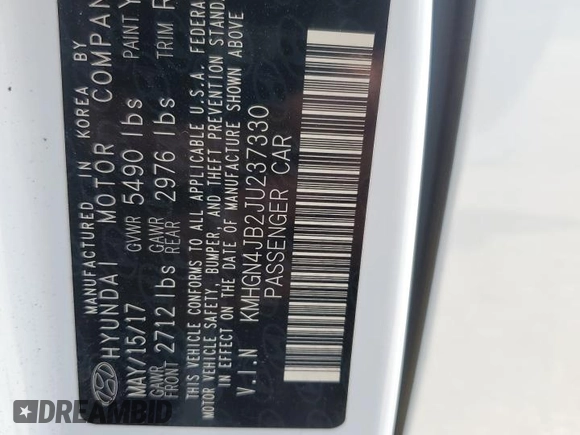 MANUFACTURED IN KOREA BY
HYUNDAI MOTOR COMPAN
MAY/15/17 GVWR 5490 lbs PAINT Y
GAWR FRONT 2712 lbs GAWR REAR 2976 lbs TRIM R
THIS VEHICLE CONFORMS TO ALL APPLICABLE U.S.A. FEDERA
MOTOR VEHICLE SAFETY, BUMPER, AND THEFT PREVENTION STAND
IN EFFECT ON THE DATE OF MANUFACTURE SHOWN ABOVE
V.I.N KMHGN4JB2JU237330
PASSENGER CAR
DREAMBID